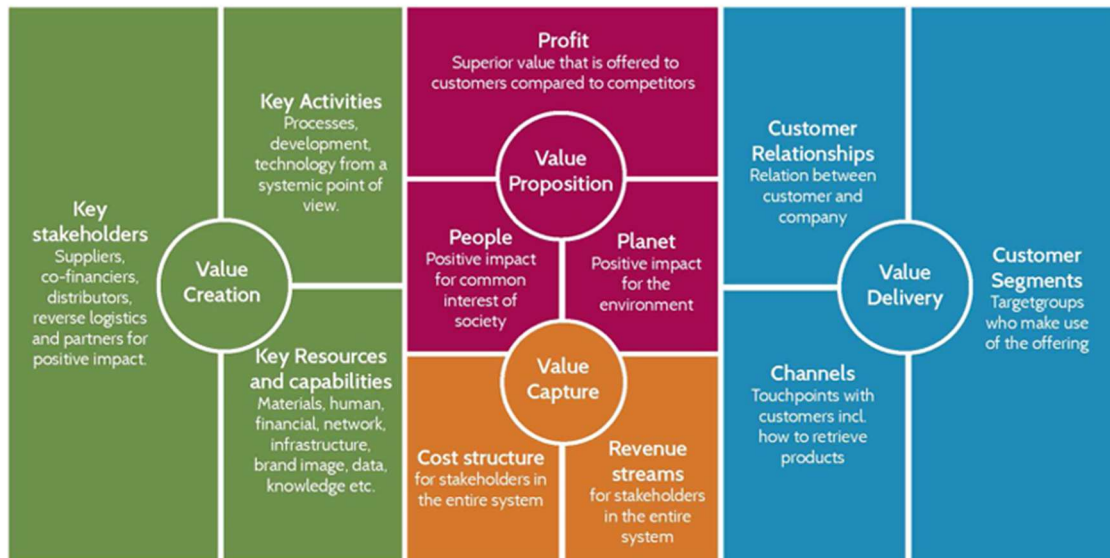 Key
stakeholders
Suppliers,
co-financiers,
distributors,
reverse logistics
and partners for
positive impact.
Value
Creation
Key Activities
Processes,
development,
technology from a
systemic point of
view.
Key Resources
and capabilities
Materials, human,
financial, network,
infrastructure,
brand image, data,
knowledge etc.
Profit
Superior value that is offered to
customers compared to competitors
Value
Proposition
People
Positive impact
for common
interest of
society
Planet
Positive impact
for the
environment
Value
Capture
Cost structure
for stakeholders in
the entire system
Revenue
streams
for stakeholders
in the entire
system
Customer
Relationships
Relation between
customer and
company
Value
Delivery
Channels
Touchpoints with
customers incl.
how to retrieve
products
Customer
Segments
Targetgroups
who make use
of the offering